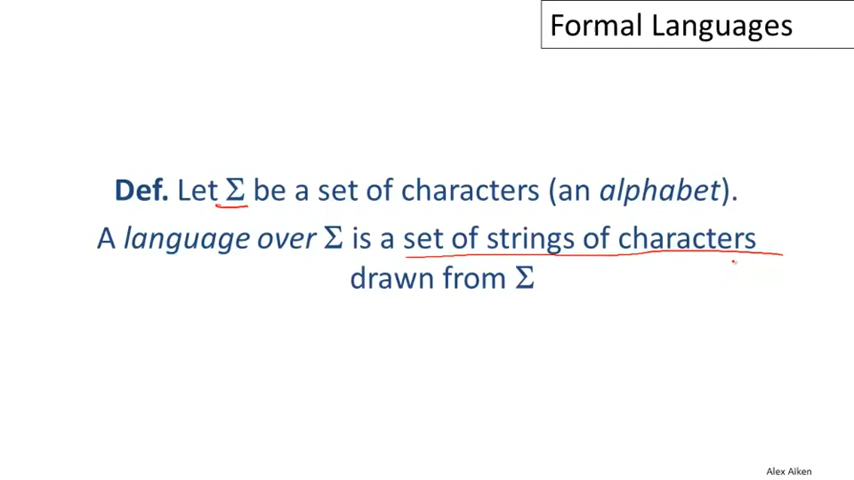 Formal Languages
Def. Let Σ be a set of characters (an alphabet).
A language over Σ is a set of strings of characters
drawn from Σ
Alex Aiken